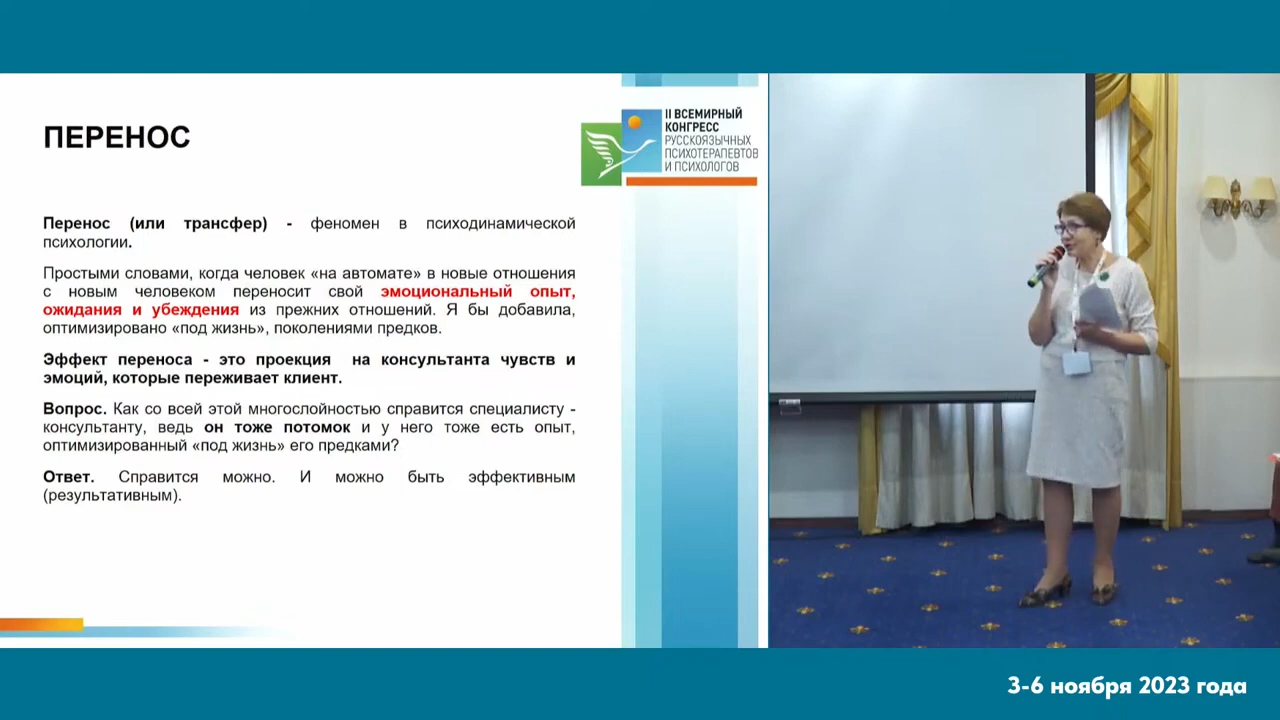 ПЕРЕНОС
II ВСЕМИРНЫЙ
КОНГРЕСС
РУССКОЯЗЫЧНЫХ
ПСИХОТЕРАПЕВТОВ
И ПСИХОЛОГОВ
Перенос (или трансфер) - феномен в психодинамической
психологии.
Простыми словами, когда человек «на автомате» в новые отношения
с новым человеком переносит свой эмоциональный опыт,
ожидания и убеждения из прежних отношений. Я бы добавила,
оптимизировано «под жизнь», поколениями предков.
Эффект переноса - это проекция на консультанта чувств и
эмоций, которые переживает клиент.
Вопрос. Как со всей этой многослойностью справится специалисту -
консультанту, ведь он тоже потомок и у него тоже есть опыт,
оптимизированный «под жизнь» его предками?
Ответ. Справится можно. И можно быть эффективным
(результативным).
3-6 ноября 2023 года